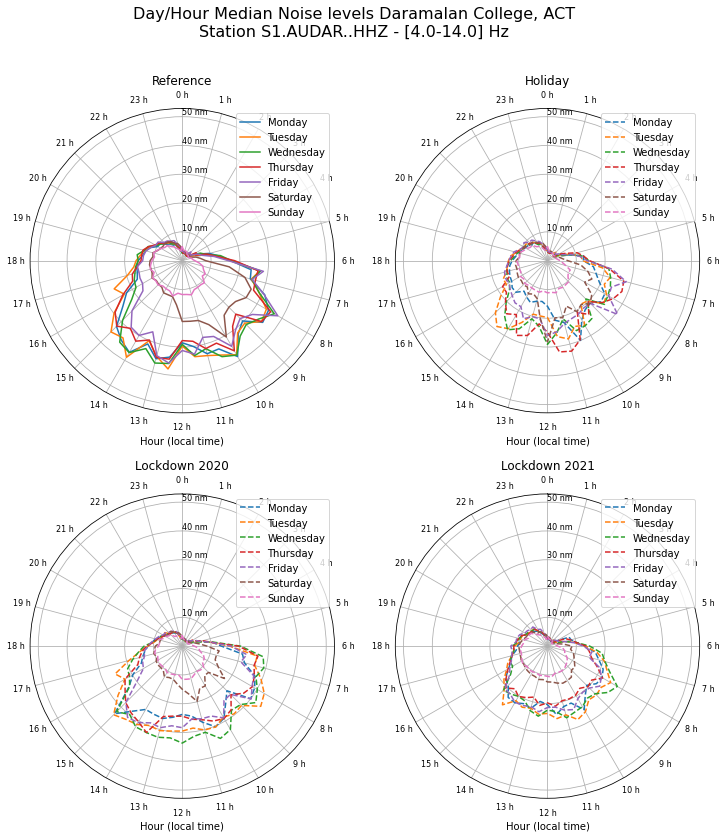 Day/Hour Median Noise levels Daramalan College, ACT
Station S1.AUDAR..HHZ - [4.0-14.0] Hz
Reference
0 h
1 h
4 h
5 h
6 h
7 h
8 h
9 h
10 h
11 h
12 h
13 h
14 h
15 h
16 h
17 h
18 h
19 h
20 h
21 h
22 h
23 h
50 nm
40 nm
30 nm
20 nm
10 nm
Monday
Tuesday
Wednesday
Thursday
Friday
Saturday
Sunday
Hour (local time)
Holiday
0 h
1 h
4 h
5 h
6 h
7 h
8 h
9 h
10 h
11 h
12 h
13 h
14 h
15 h
16 h
17 h
18 h
19 h
20 h
21 h
22 h
23 h
50 nm
40 nm
30 nm
20 nm
10 nm
Monday
Tuesday
Wednesday
Thursday
Friday
Saturday
Sunday
Hour (local time)
Lockdown 2020
0 h
1 h
4 h
5 h
6 h
7 h
8 h
9 h
10 h
11 h
12 h
13 h
14 h
15 h
16 h
17 h
18 h
19 h
20 h
21 h
22 h
23 h
50 nm
40 nm
30 nm
20 nm
10 nm
Monday
Tuesday
Wednesday
Thursday
Friday
Saturday
Sunday
Hour (local time)
Lockdown 2021
0 h
1 h
4 h
5 h
6 h
7 h
8 h
9 h
10 h
11 h
12 h
13 h
14 h
15 h
16 h
17 h
18 h
19 h
20 h
21 h
22 h
23 h
50 nm
40 nm
30 nm
20 nm
10 nm
Monday
Tuesday
Wednesday
Thursday
Friday
Saturday
Sunday
Hour (local time)